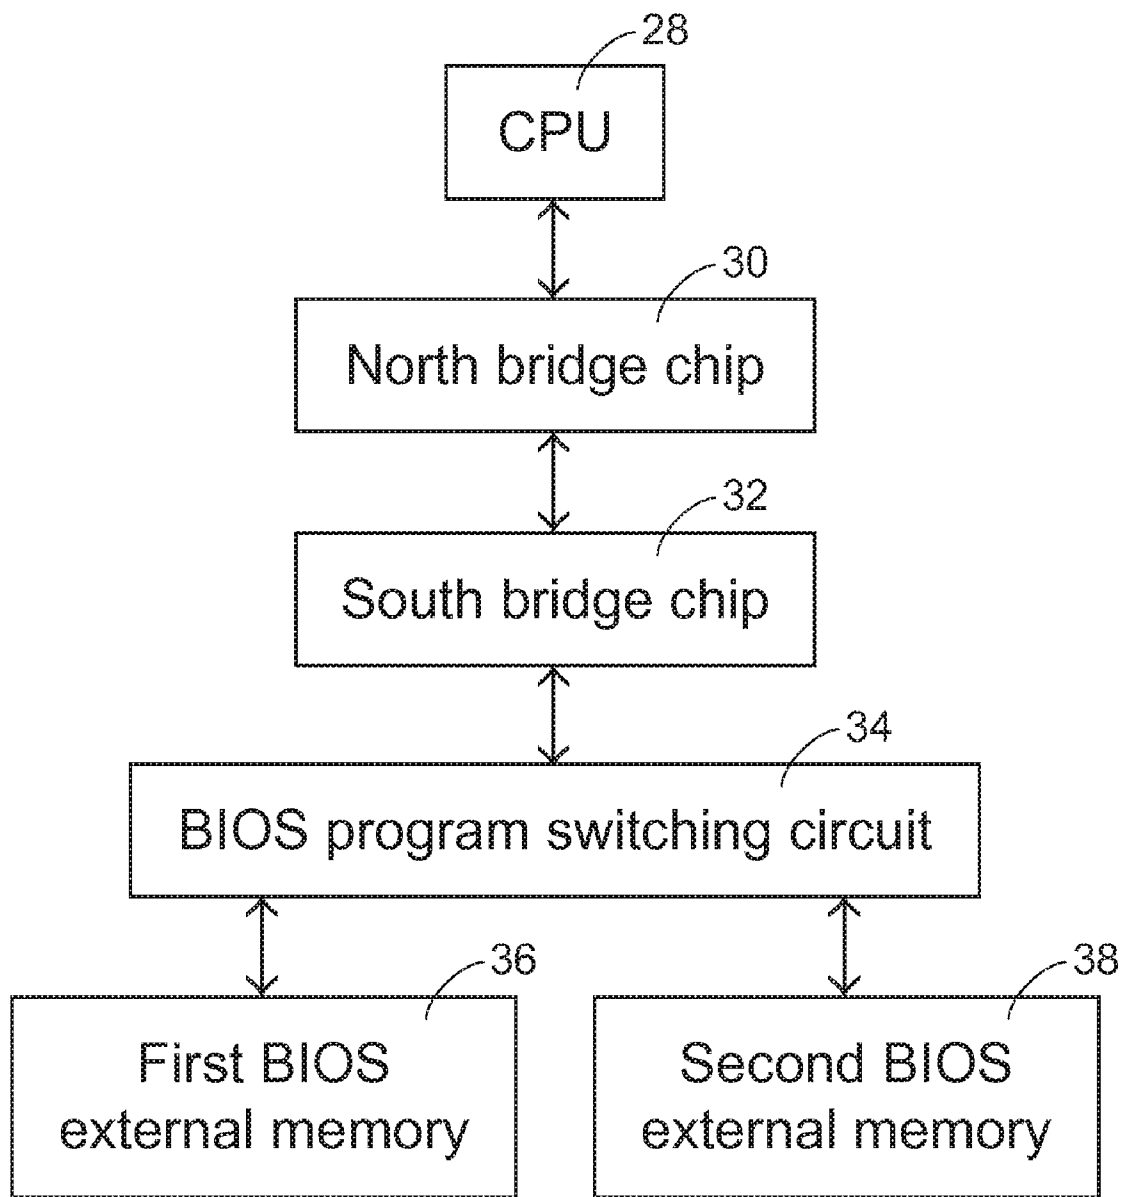 28
CPU
30
North bridge chip
32
South bridge chip
34
BIOS program switching circuit
36
38
First BIOS
external memory
Second BIOS
external memory